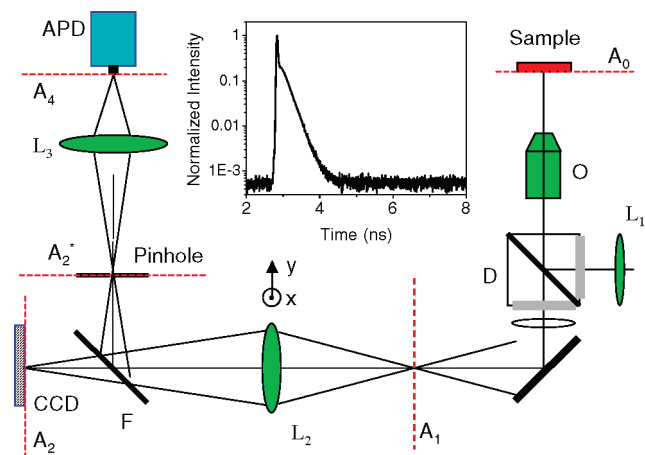 APD
A4
L3
A2*
Pinhole
CCD
A2
F
L2
A1
y
x
Sample
A0
O
L1
D
Normalized Intensity
1
0.1
0.01
1E-3
2
4
6
8
Time (ns)